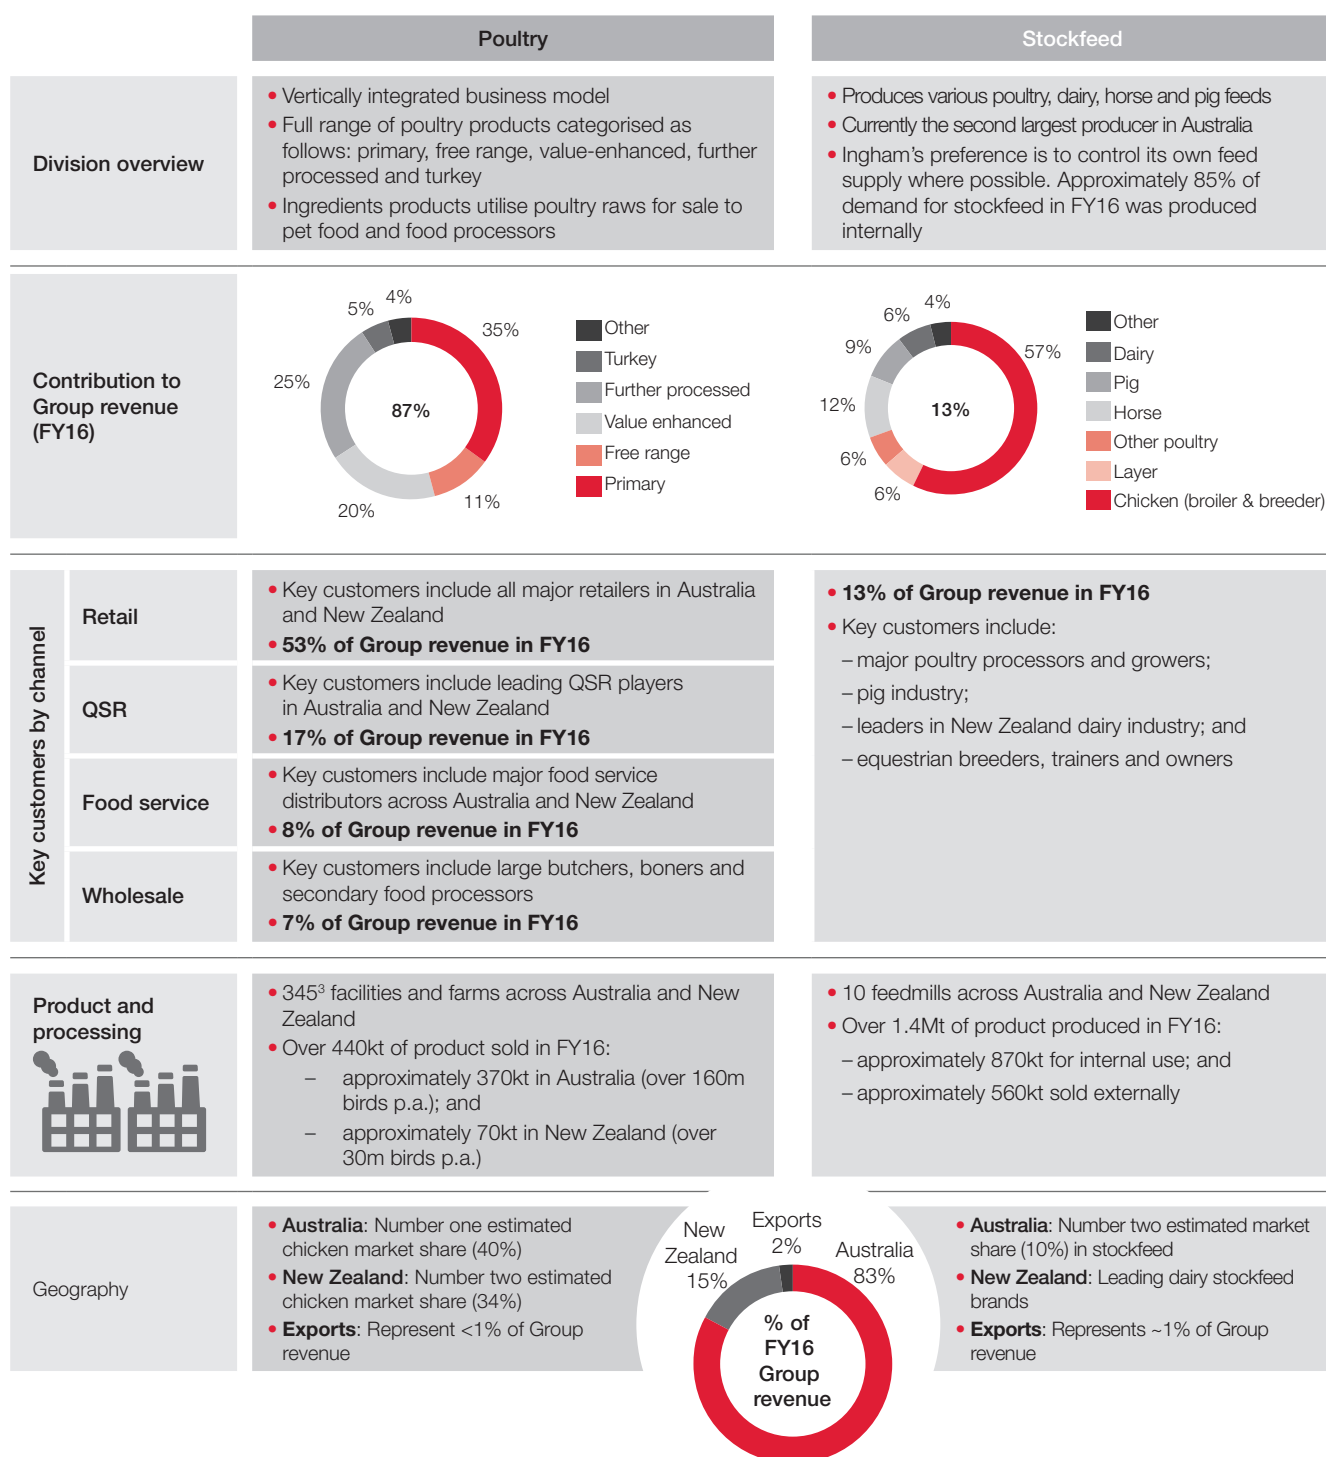 Poultry
Stockfeed
Division overview
• Vertically integrated business model
• Full range of poultry products categorised as
follows: primary, free range, value-enhanced, further
processed and turkey
• Ingredients products utilise poultry raws for sale to
pet food and food processors
• Produces various poultry, dairy, horse and pig feeds
• Currently the second largest producer in Australia
• Ingham's preference is to control its own feed
supply where possible. Approximately 85% of
demand for stockfeed in FY16 was produced
internally
Contribution to
Group revenue
(FY16)
4%
5%
35%
25%
87%
20%
11%
Other
Turkey
Further processed
Value enhanced
Free range
Primary
4%
6%
9%
57%
12%
13%
6%
6%
Other
Dairy
Pig
Horse
Other poultry
Layer
Chicken (broiler & breeder)
Key customers by channel
Retail
• Key customers include all major retailers in Australia
and New Zealand
• 53% of Group revenue in FY16
QSR
• Key customers include leading QSR players
in Australia and New Zealand
• 17% of Group revenue in FY16
Food service
• Key customers include major food service
distributors across Australia and New Zealand
• 8% of Group revenue in FY16
Wholesale
• Key customers include large butchers, boners and
secondary food processors
• 7% of Group revenue in FY16
• 13% of Group revenue in FY16
• Key customers include:
– major poultry processors and growers;
– pig industry;
– leaders in New Zealand dairy industry; and
– equestrian breeders, trainers and owners
Product and
processing
• 345³ facilities and farms across Australia and New
Zealand
• Over 440kt of product sold in FY16:
– approximately 370kt in Australia (over 160m
birds p.a.); and
– approximately 70kt in New Zealand (over
30m birds p.a.)
• 10 feedmills across Australia and New Zealand
• Over 1.4Mt of product produced in FY16:
– approximately 870kt for internal use; and
– approximately 560kt sold externally
Geography
• Australia: Number one estimated
chicken market share (40%)
• New Zealand: Number two estimated
chicken market share (34%)
• Exports: Represent <1% of Group
revenue
New
Zealand
15%
Exports
2%
Australia
83%
% of
FY16
Group
revenue
• Australia: Number two estimated market
share (10%) in stockfeed
• New Zealand: Leading dairy stockfeed
brands
• Exports: Represents ~1% of Group
revenue